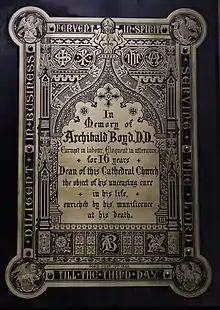 FERVENT IN SPIRIT
DILIGENT IN BUSINESS
SERVING THE LORD
In
Memory of
Archibald Boyd, D.D.
Earnest in labour, Eloquent in utterance
for 16 years
Dean of this Cathedral Church
the object of his unceasing care
in his life,
enriched by his munificence
at his death.
TILL THE THIRD DAY